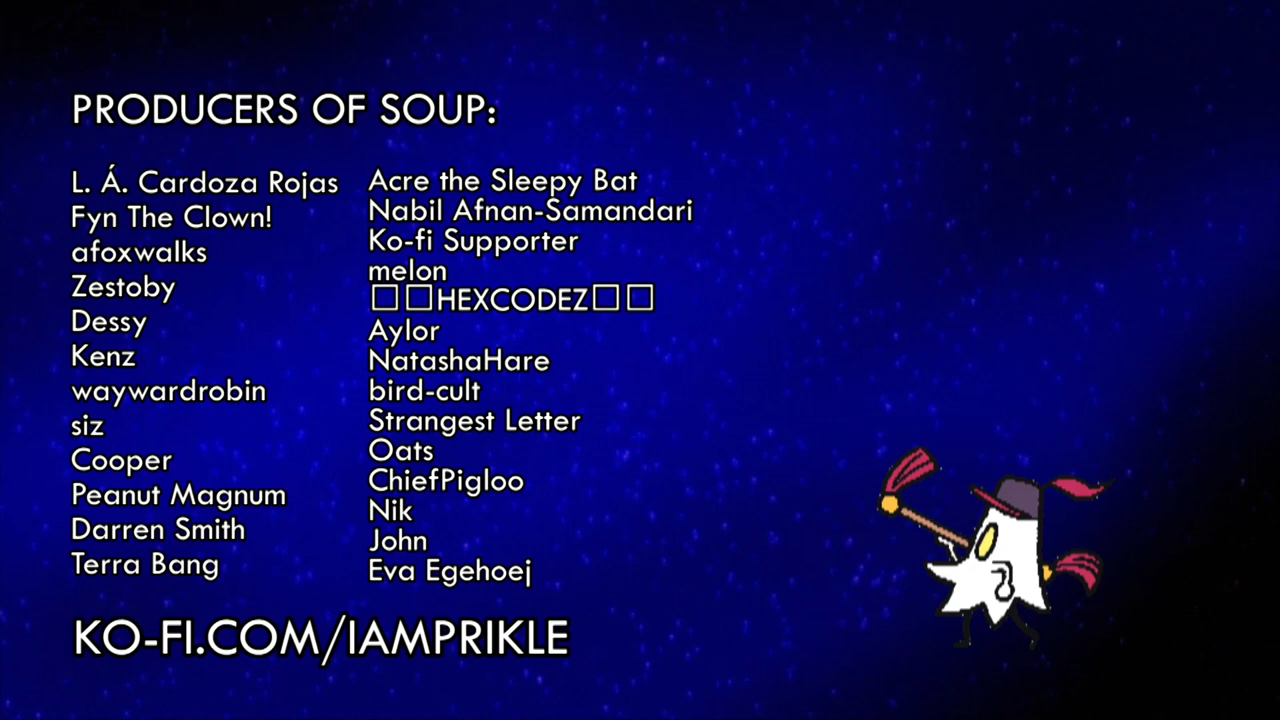 PRODUCERS OF SOUP:
L. Á. Cardoza Rojas
Fyn The Clown!
afoxwalks
Zestoby
Dessy
Kenz
waywardrobin
siz
Cooper
Peanut Magnum
Darren Smith
Terra Bang
Acre the Sleepy Bat
Nabil Afnan-Samandari
Ko-fi Supporter
melon
□□HEXCODEZ□□
Aylor
NatashaHare
bird-cult
Strangest Letter
Oats
ChiefPigloo
Nik
John
Eva Egehoej
KO-FI.COM/IAMPRIKLE